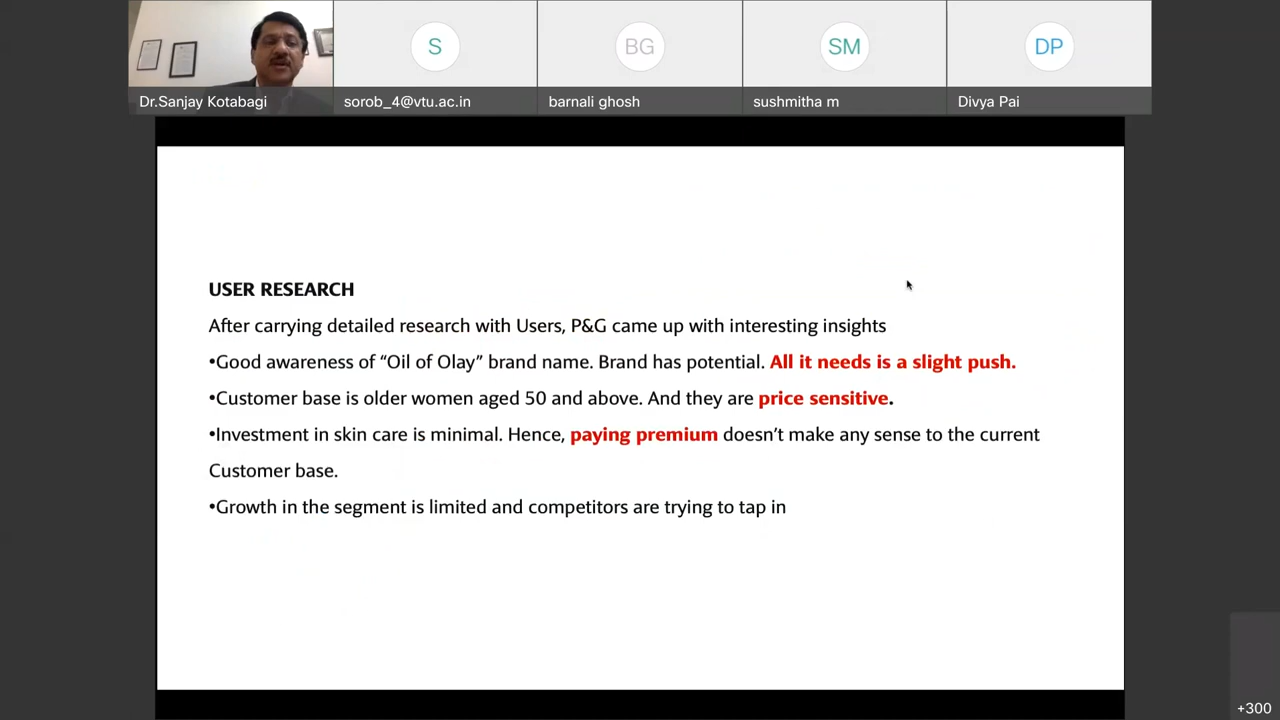 S
BG
SM
DP
Dr.Sanjay Kotabagi
sorob_4@vtu.ac.in
barnali ghosh
sushmitha m
Divya Pai
USER RESEARCH
After carrying detailed research with Users, P&G came up with interesting insights
•Good awareness of “Oil of Olay” brand name. Brand has potential. All it needs is a slight push.
•Customer base is older women aged 50 and above. And they are price sensitive.
•Investment in skin care is minimal. Hence, paying premium doesn’t make any sense to the current
Customer base.
•Growth in the segment is limited and competitors are trying to tap in
+300